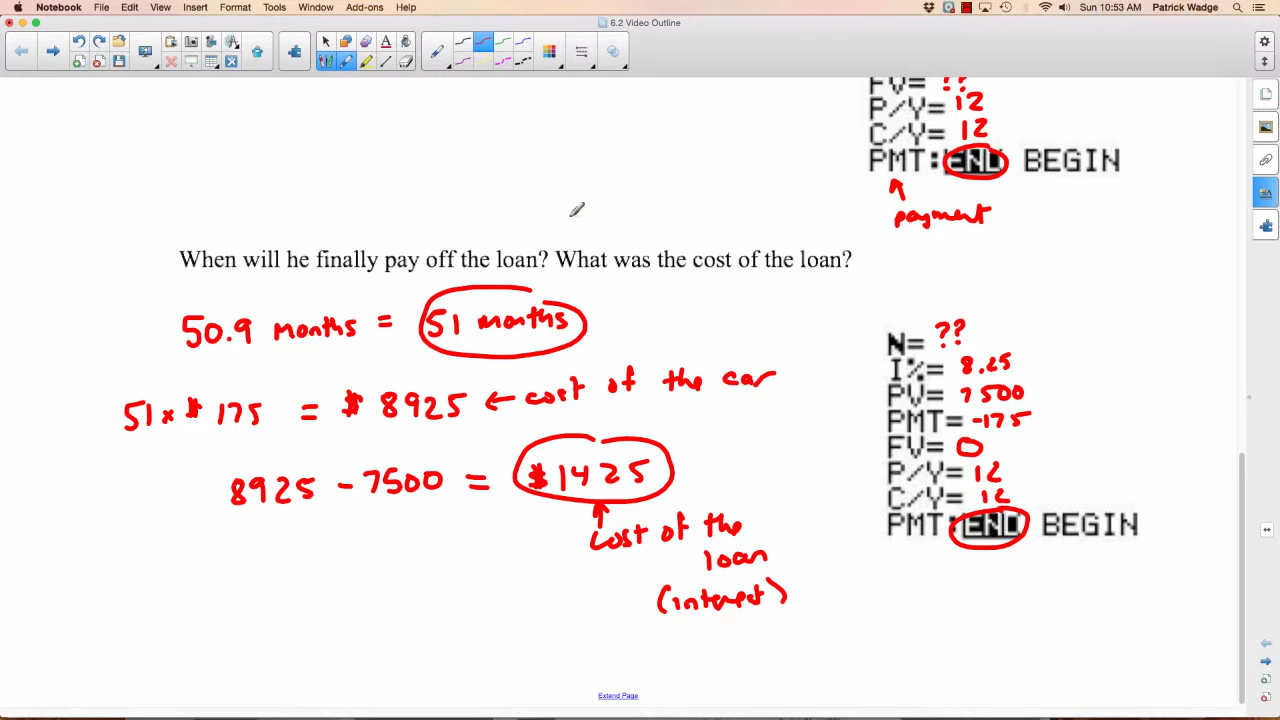 Notebook File Edit View Insert Format Tools Window Add-ons Help Sun 10:53 AM Patrick Wadge
6.2 Video Outline
FV= ??
P/Y= 12
C/Y= 12
PMT:END BEGIN
payment
When will he finally pay off the loan? What was the cost of the loan?
50.9 months = 51 months
51 x $ 175 = $ 8925 ← cost of the car
8925 - 7500 = $1425
cost of the
loan
(interest)
N= ??
I%= 8.25
PV= 7500
PMT= -175
FV= 0
P/Y= 12
C/Y= 12
PMT:END BEGIN
Extend Page